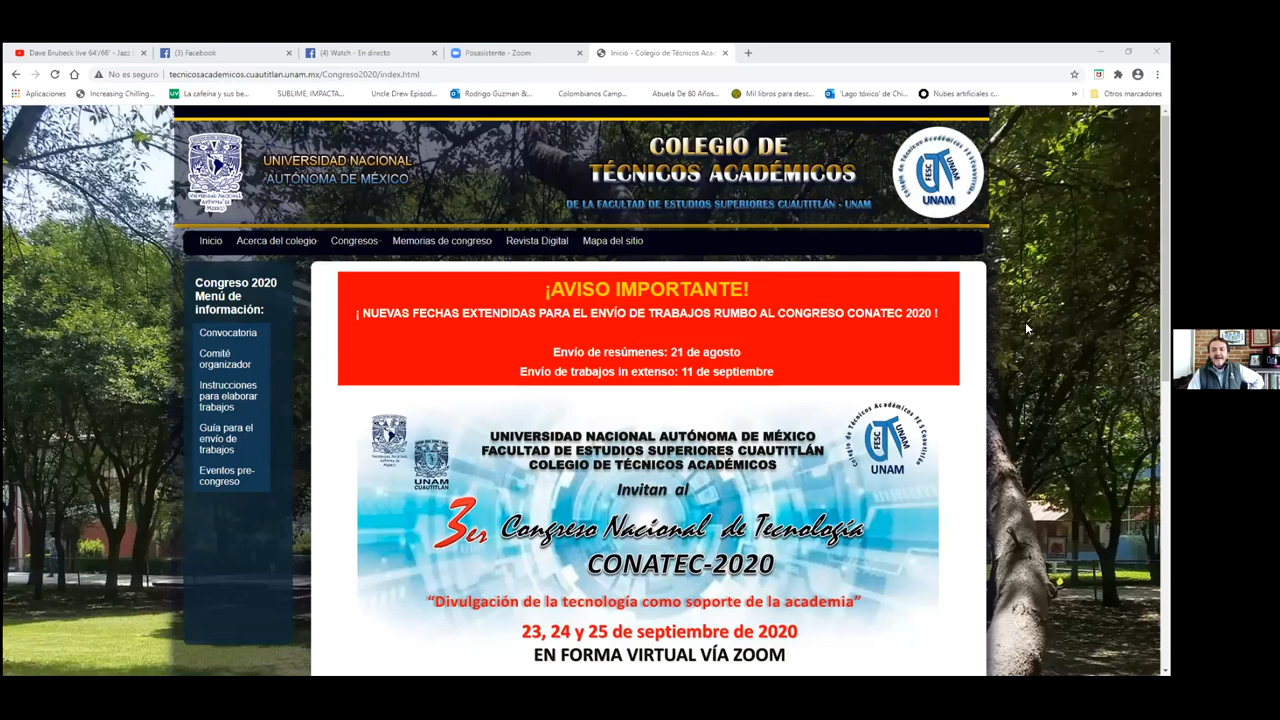 Dave Brubeck live 64'/66' - Jazz
(3) Facebook
(4) Watch - En directo
Posasistente - Zoom
Inicio - Colegio de Técnicos Aca
No es seguro
tecnicosacademicos.cuautitlan.unam.mx/Congreso2020/index.html
Aplicaciones
Increasing Chilling...
La cafeína y sus be...
SUBLIME, IMPACTA...
Uncle Drew Episod...
Rodrigo Guzman &...
Colombianos Camp...
Abuela De 80 Años...
Mil libros para desc...
'Lago tóxico' de Chi...
Nubes artificiales c...
»
Otros marcadores
UNIVERSIDAD NACIONAL
AUTÓNOMA DE MÉXICO
COLEGIO DE
TÉCNICOS ACADÉMICOS
DE LA FACULTAD DE ESTUDIOS SUPERIORES CUAUTITLÁN - UNAM
FESC
UNAM
UNAM
Inicio
Acerca del colegio
Congresos
Memorias de congreso
Revista Digital
Mapa del sitio
Congreso 2020
Menú de
información:
Convocatoria
Comité
organizador
Instrucciones
para elaborar
trabajos
Guía para el
envío de
trabajos
Eventos pre-
congreso
¡AVISO IMPORTANTE!
¡ NUEVAS FECHAS EXTENDIDAS PARA EL ENVÍO DE TRABAJOS RUMBO AL CONGRESO CONATEC 2020 !
Envío de resúmenes: 21 de agosto
Envío de trabajos in extenso: 11 de septiembre
UNAM
CUAUTITLÁN
UNIVERSIDAD NACIONAL AUTÓNOMA DE MÉXICO
FACULTAD DE ESTUDIOS SUPERIORES CUAUTITLÁN
COLEGIO DE TÉCNICOS ACADÉMICOS
FESC
UNAM
UNAM
Invitan al
3er Congreso Nacional de Tecnología
CONATEC-2020
“Divulgación de la tecnología como soporte de la academia”
23, 24 y 25 de septiembre de 2020
EN FORMA VIRTUAL VÍA ZOOM